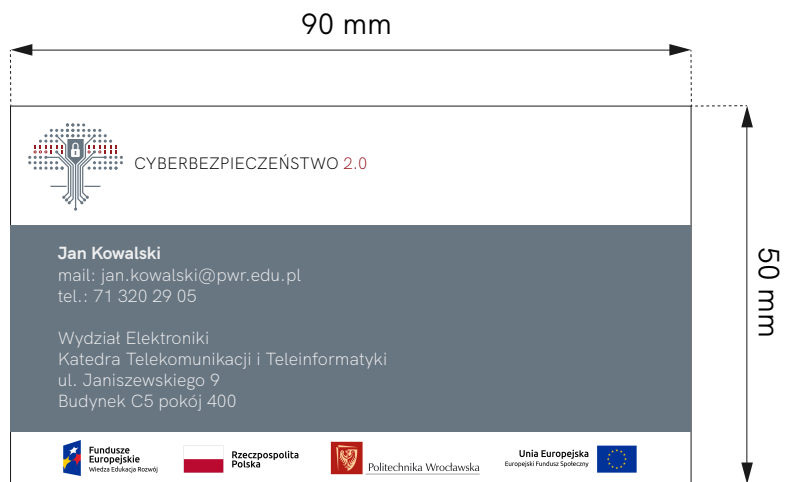 90 mm
CYBERBEZPIECZEŃSTWO 2.0
50 mm
Jan Kowalski
mail: jan.kowalski@pwr.edu.pl
tel.: 71 320 29 05
Wydział Elektroniki
Katedra Telekomunikacji i Teleinformatyki
ul. Janiszewskiego 9
Budynek C5 pokój 400
Fundusze
Europejskie
Wiedza Edukacja Rozwój
Rzeczpospolita
Polska
Politechnika Wrocławska
Unia Europejska
Europejski Fundusz Społeczny